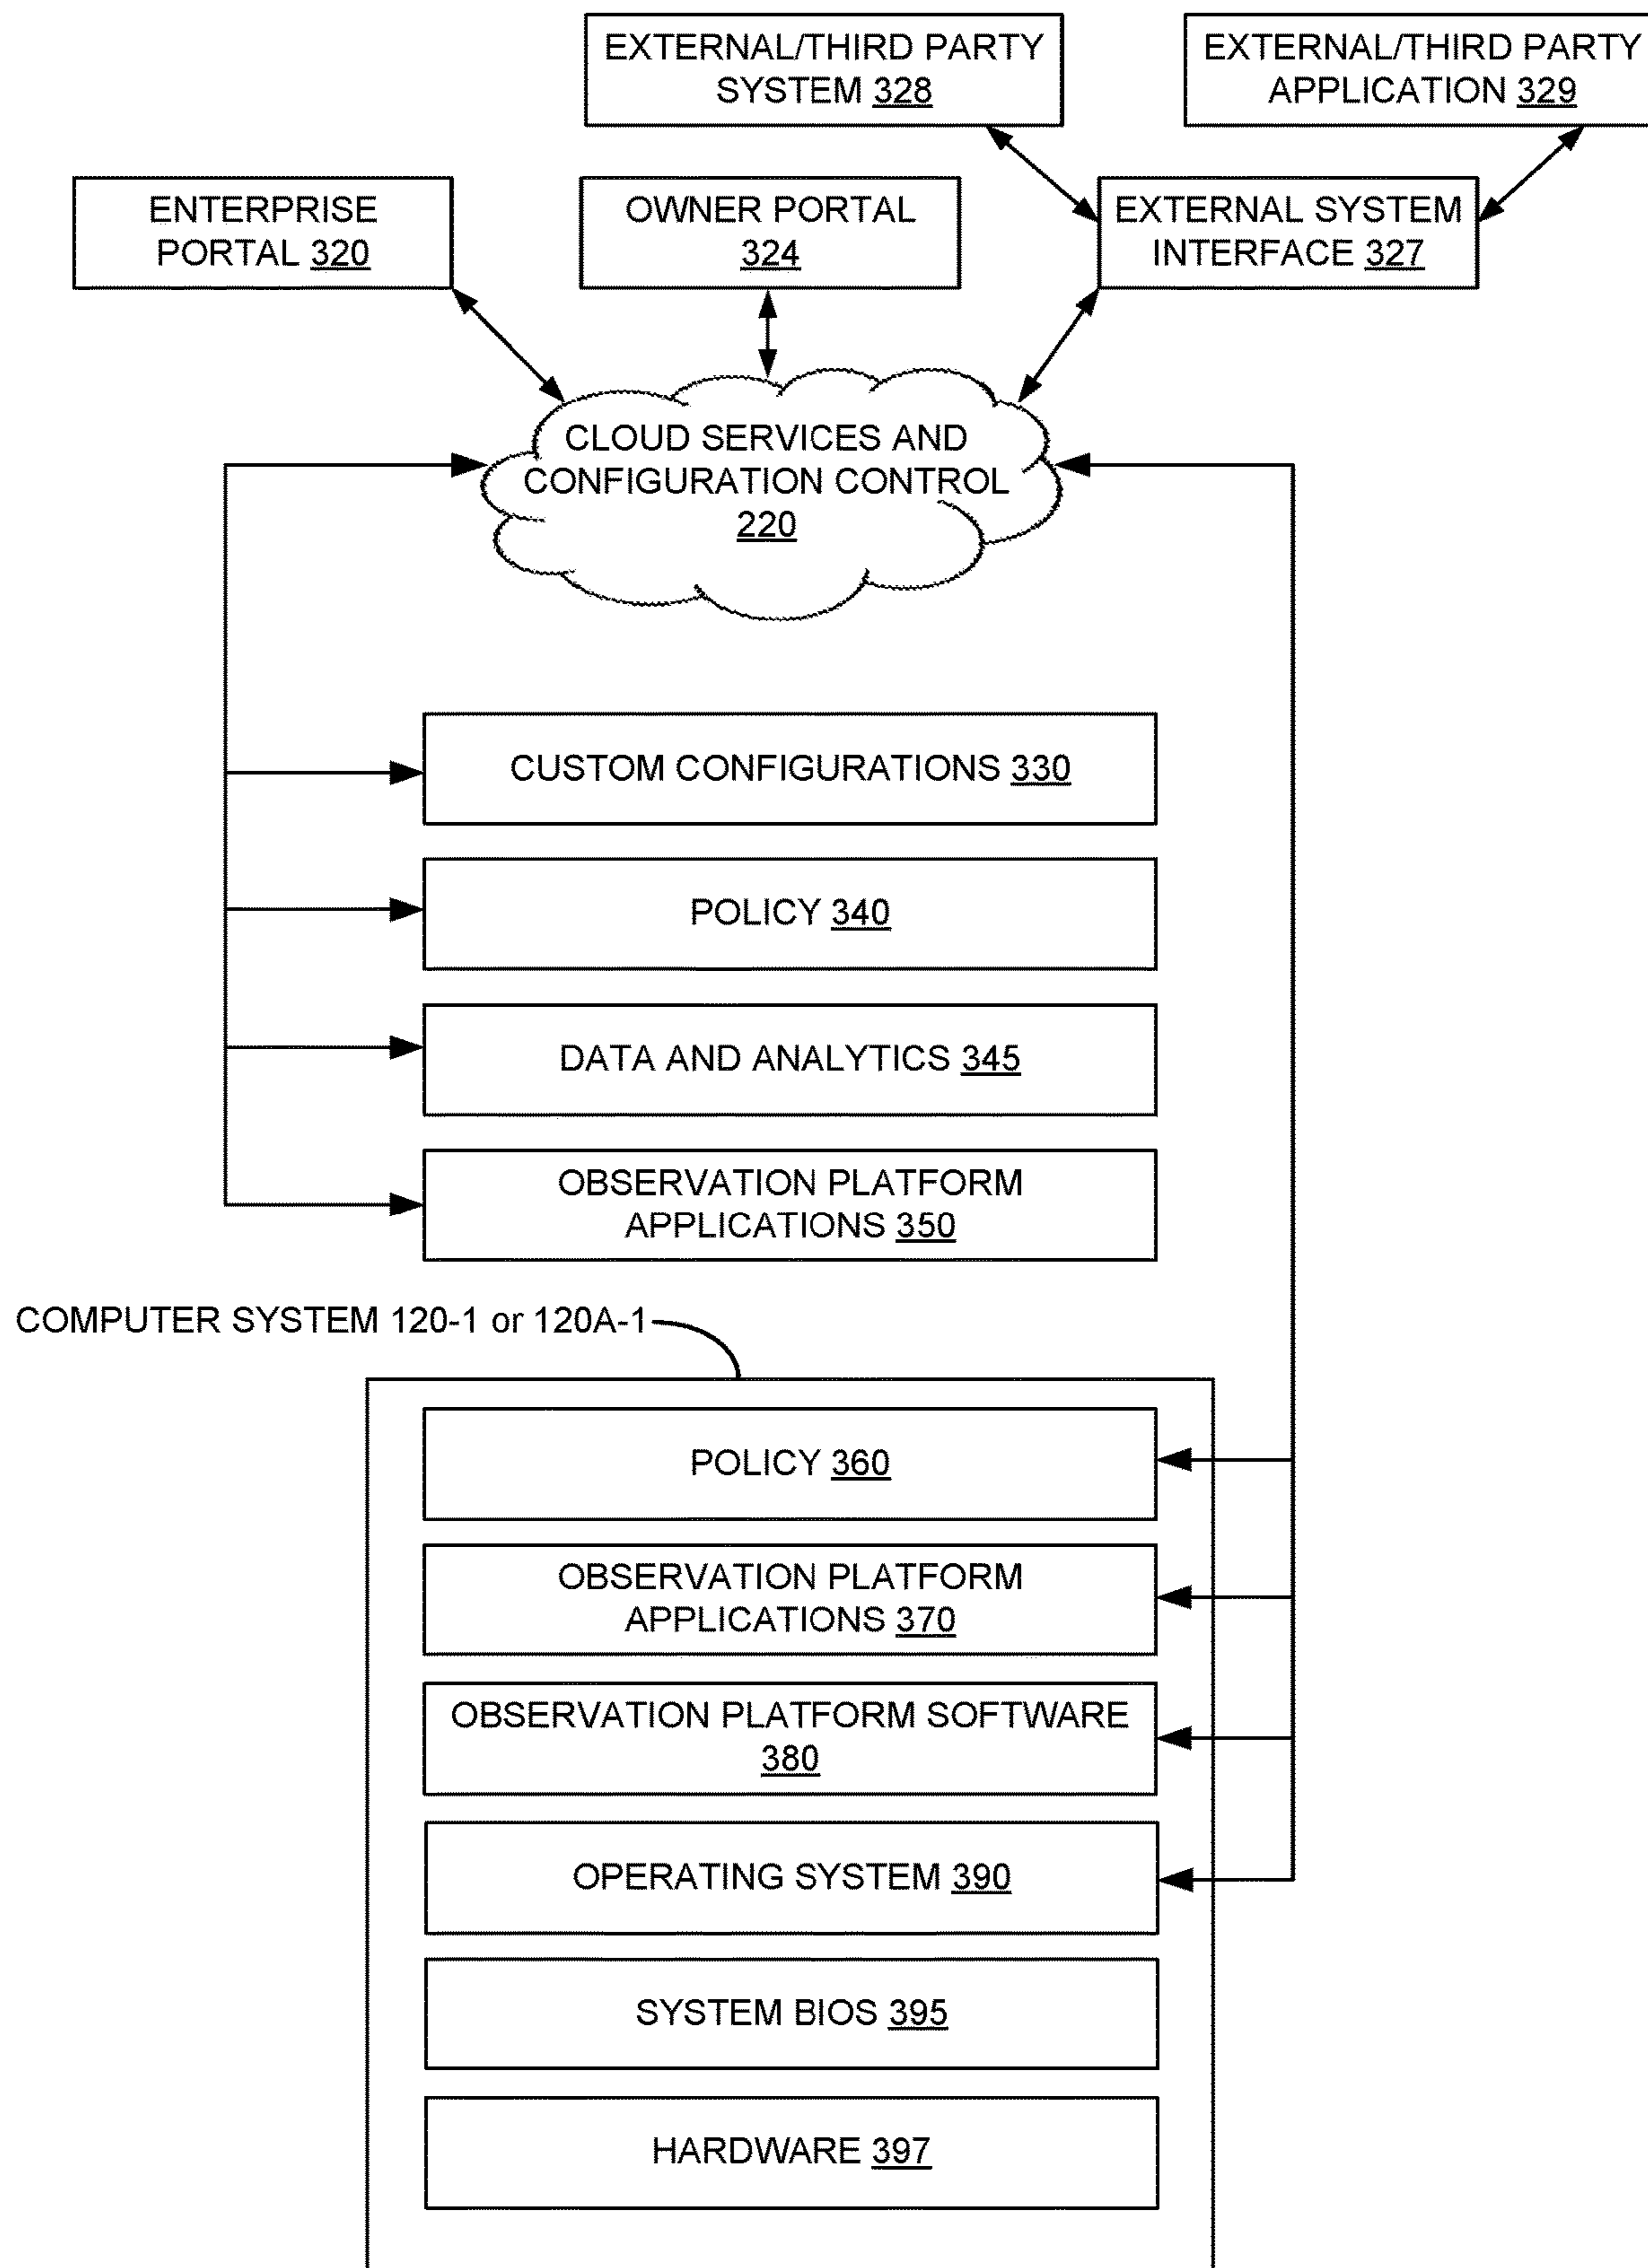 EXTERNAL/THIRD PARTY
SYSTEM 328
EXTERNAL/THIRD PARTY
APPLICATION 329
ENTERPRISE
PORTAL 320
OWNER PORTAL
324
EXTERNAL SYSTEM
INTERFACE 327
CLOUD SERVICES AND
CONFIGURATION CONTROL
220
CUSTOM CONFIGURATIONS 330
POLICY 340
DATA AND ANALYTICS 345
OBSERVATION PLATFORM
APPLICATIONS 350
COMPUTER SYSTEM 120-1 or 120A-1
POLICY 360
OBSERVATION PLATFORM
APPLICATIONS 370
OBSERVATION PLATFORM SOFTWARE
380
OPERATING SYSTEM 390
SYSTEM BIOS 395
HARDWARE 397